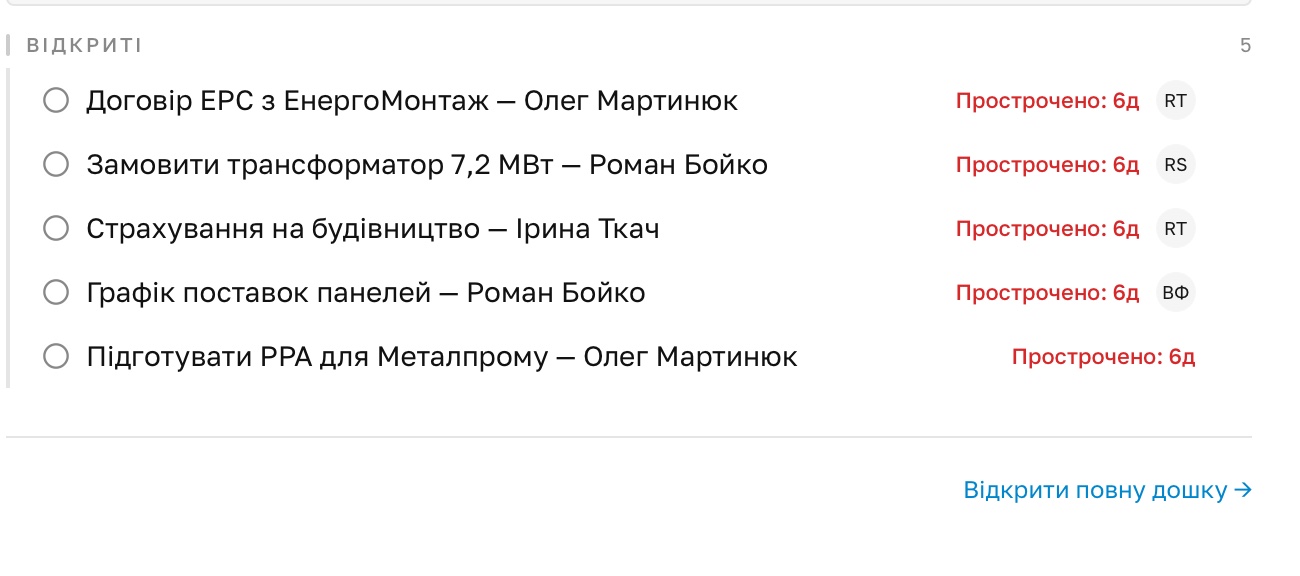 ВІДКРИТІ 5
Договір EPC з ЕнергоМонтаж — Олег Мартинюк Прострочено: 6д RT
Замовити трансформатор 7,2 МВт — Роман Бойко Прострочено: 6д RS
Страхування на будівництво — Ірина Ткач Прострочено: 6д RT
Графік поставок панелей — Роман Бойко Прострочено: 6д ВФ
Підготувати PPA для Металпрому — Олег Мартинюк Прострочено: 6д
Відкрити повну дошку →